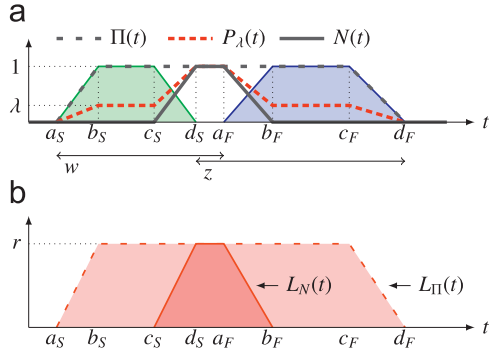 a
Π(t) P_λ(t) N(t)
1
λ
a_S b_S c_S d_S a_F b_F c_F d_F t
w z
b
r
L_N(t) L_Π(t)
a_S b_S c_S d_S a_F b_F c_F d_F t